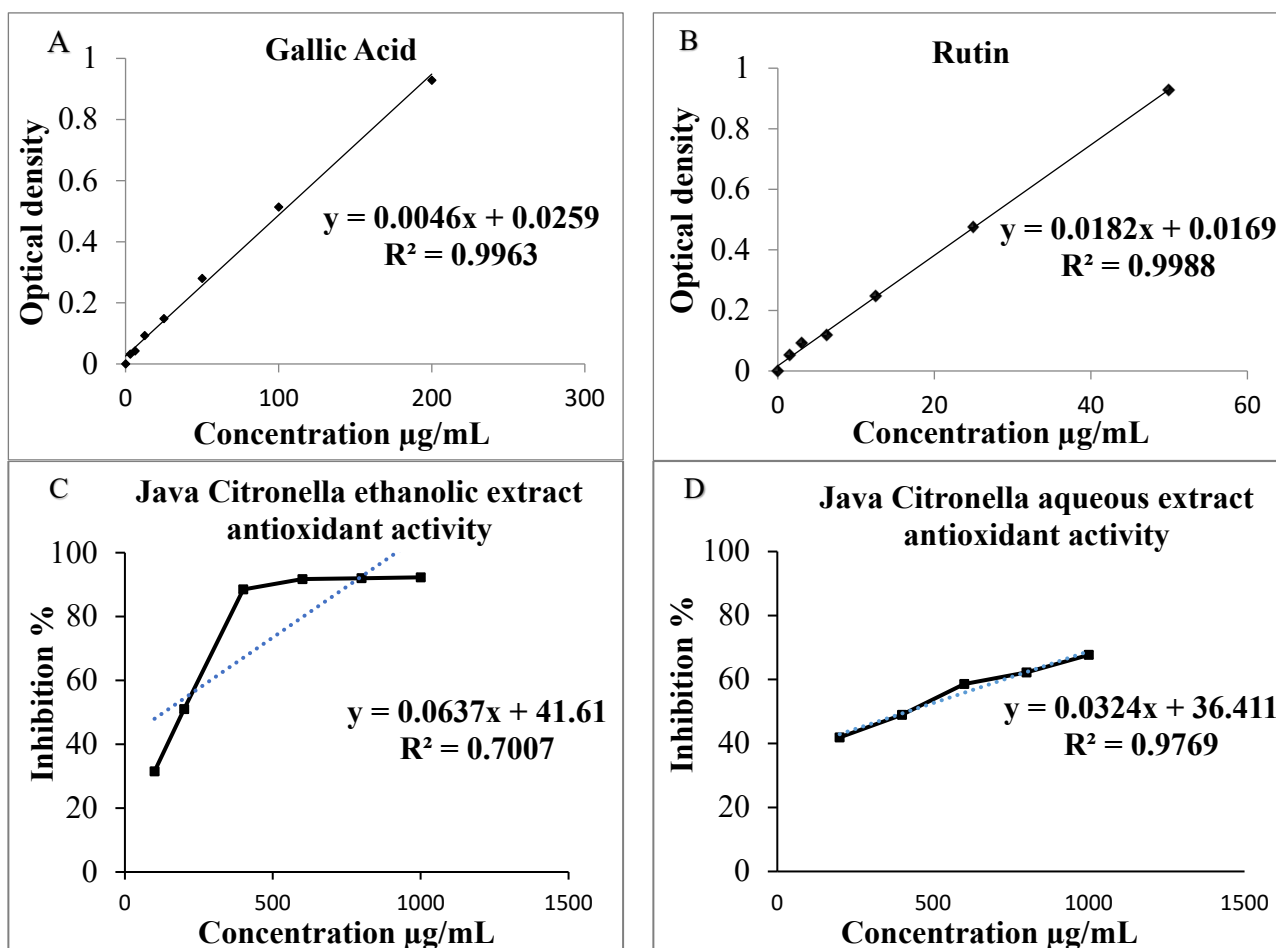 A
Gallic Acid
Optical density
1
0.8
0.6
0.4
0.2
0
y = 0.0046x + 0.0259
R² = 0.9963
0 100 200 300
Concentration µg/mL
B
Rutin
Optical density
1
0.8
0.6
0.4
0.2
0
y = 0.0182x + 0.0169
R² = 0.9988
0 20 40 60
Concentration µg/mL
C
Java Citronella ethanolic extract
antioxidant activity
Inhibition %
100
80
60
40
20
0
y = 0.0637x + 41.61
R² = 0.7007
0 500 1000 1500
Concentration µg/mL
D
Java Citronella aqueous extract
antioxidant activity
Inhibition %
100
80
60
40
20
0
y = 0.0324x + 36.411
R² = 0.9769
0 500 1000 1500
Concentration µg/mL